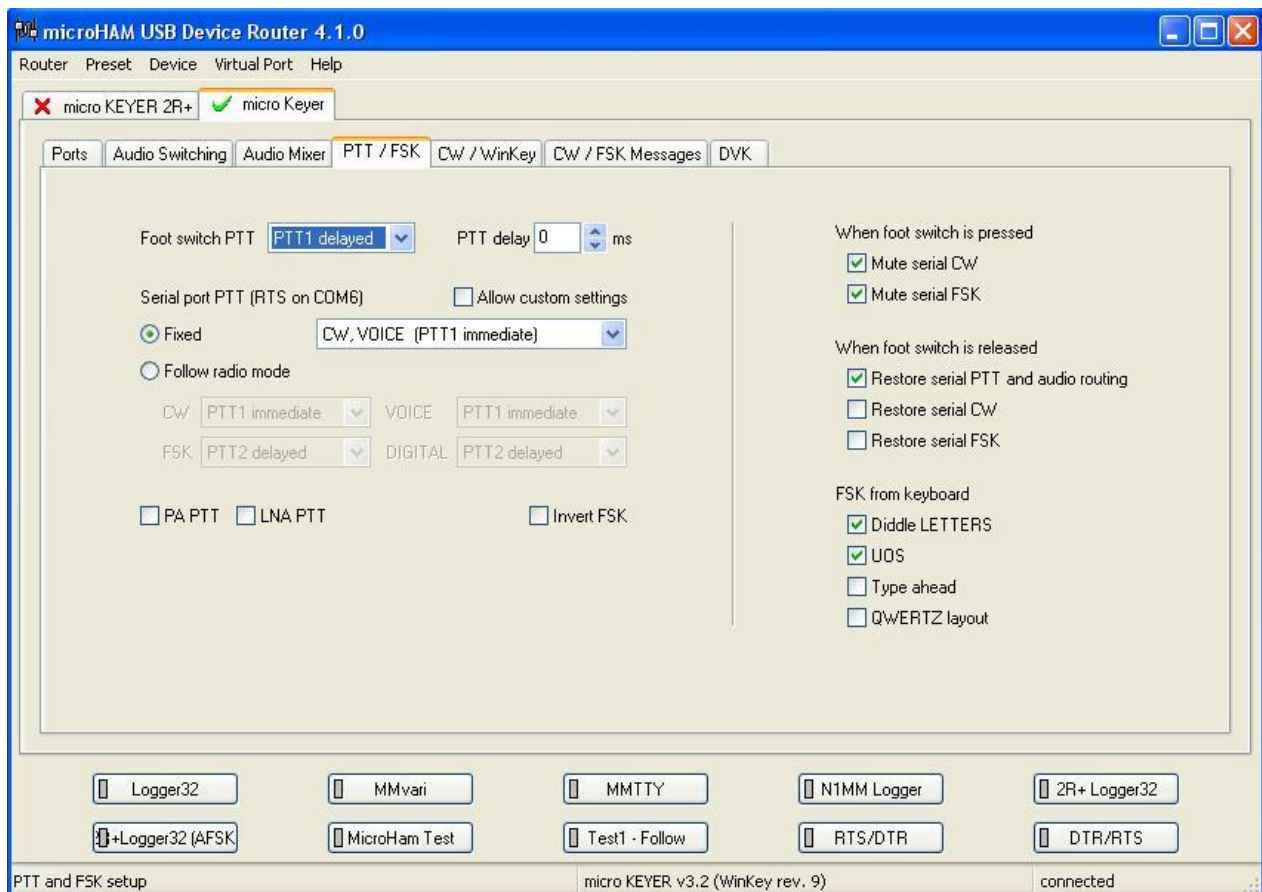 microHAM USB Device Router 4.1.0
Router Preset Device Virtual Port Help
micro KEYER 2R+ micro Keyer
Ports Audio Switching Audio Mixer PTT / FSK CW / WinKey CW / FSK Messages DVK
Foot switch PTT PTT1 delayed PTT delay 0 ms
Serial port PTT (RTS on COM6) Allow custom settings
Fixed CW, VOICE (PTT1 immediate)
Follow radio mode
CW PTT1 immediate VOICE PTT1 immediate
FSK PTT2 delayed DIGITAL PTT2 delayed
PA PTT LNA PTT Invert FSK
When foot switch is pressed
Mute serial CW
Mute serial FSK
When foot switch is released
Restore serial PTT and audio routing
Restore serial CW
Restore serial FSK
FSK from keyboard
Diddle LETTERS
UOS
Type ahead
QWERTZ layout
Logger32 MMvari MMTTY N1MM Logger 2R+ Logger32
+Logger32 (AFSK MicroHam Test Test1 - Follow RTS/DTR DTR/RTS
PTT and FSK setup micro KEYER v3.2 (WinKey rev. 9) connected